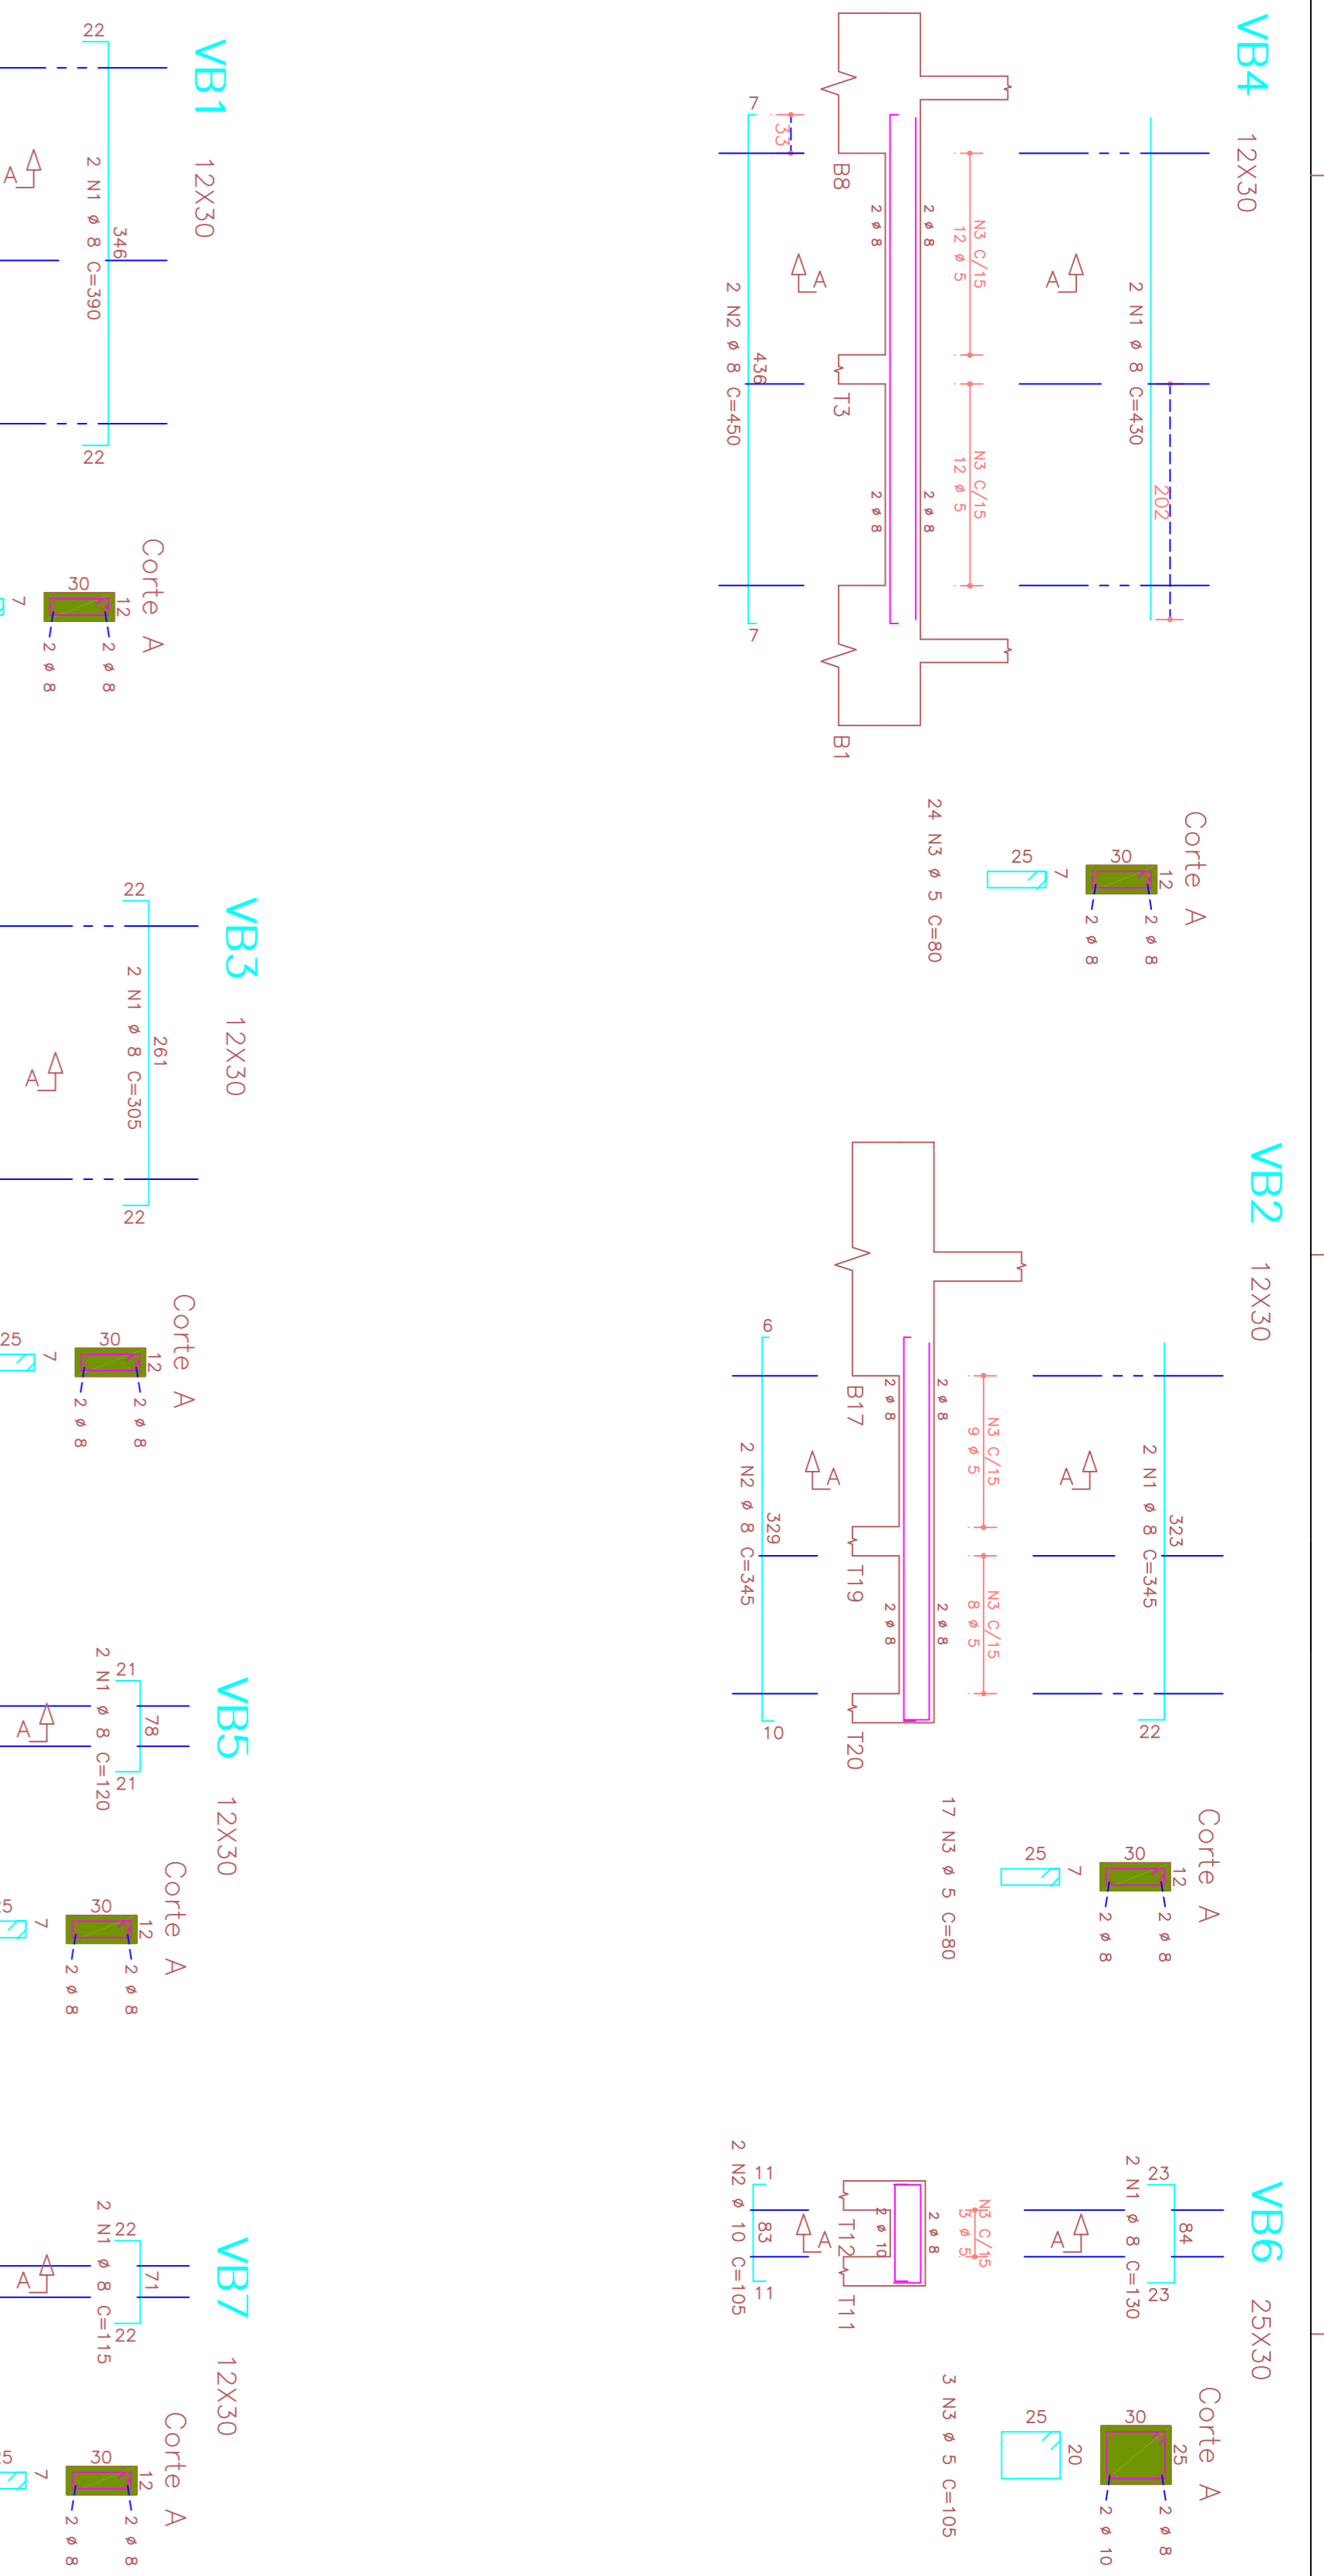 VB4 12X30
2 N1 ø 8 C=430
202
A
N3 C/15
12 ø 5
N3 C/15
12 ø 5
2 ø 8
2 ø 8
2 ø 8
2 ø 8
B8
T3
B1
A
33
7
436
7
2 N2 ø 8 C=450
Corte A
12
30
2 ø 8
2 ø 8
7
25
24 N3 ø 5 C=80
VB2 12X30
323
2 N1 ø 8 C=345
22
A
N3 C/15
9 ø 5
N3 C/15
8 ø 5
2 ø 8
2 ø 8
2 ø 8
2 ø 8
B17
T19
T20
A
6
329
10
2 N2 ø 8 C=345
Corte A
12
30
2 ø 8
2 ø 8
7
25
17 N3 ø 5 C=80
VB6 25X30
84
23
23
2 N1 ø 8 C=130
A
N3 C/15
3 ø 5
2 ø 8
2 ø 10
T12
T11
A
11
83
11
2 N2 ø 10 C=105
Corte A
25
30
2 ø 8
2 ø 10
20
25
3 N3 ø 5 C=105
VB1 12X30
22
346
22
2 N1 ø 8 C=390
A
Corte A
12
30
2 ø 8
2 ø 8
7
VB3 12X30
22
261
22
2 N1 ø 8 C=305
A
Corte A
12
30
2 ø 8
2 ø 8
7
25
VB5 12X30
21
78
21
2 N1 ø 8 C=120
A
Corte A
12
30
2 ø 8
2 ø 8
7
25
VB7 12X30
22
71
22
2 N1 ø 8 C=115
A
Corte A
12
30
2 ø 8
2 ø 8
7
25